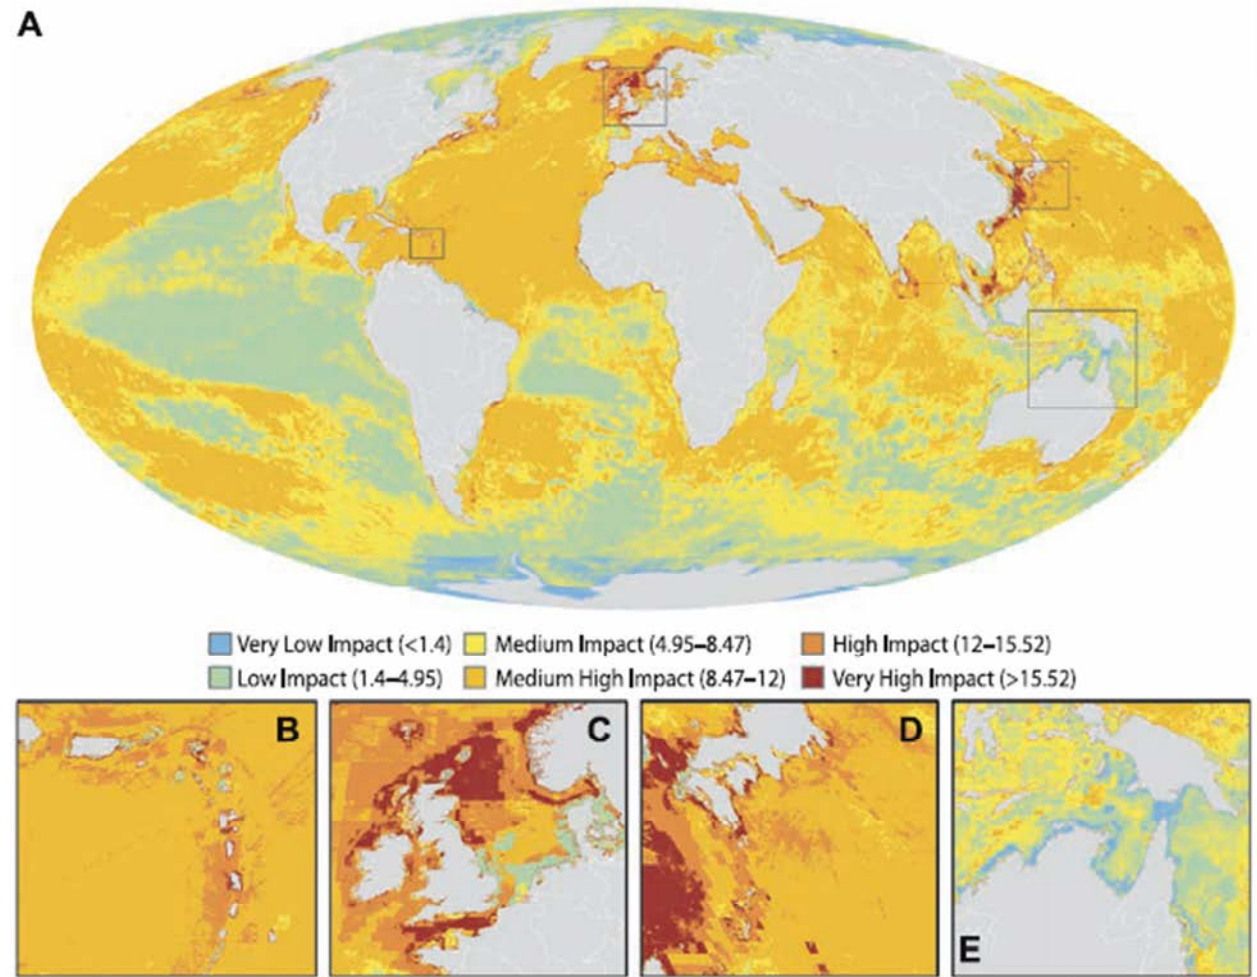 A
Very Low Impact (<1.4) Medium Impact (4.95–8.47) High Impact (12–15.52)
Low Impact (1.4–4.95) Medium High Impact (8.47–12) Very High Impact (>15.52)
B
C
D
E